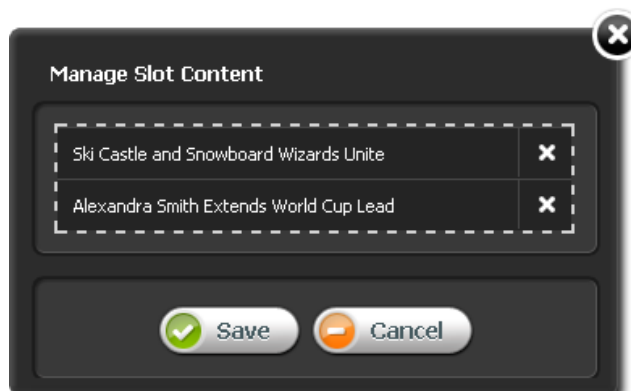 Manage Slot Content
Ski Castle and Snowboard Wizards Unite
Alexandra Smith Extends World Cup Lead
Save
Cancel